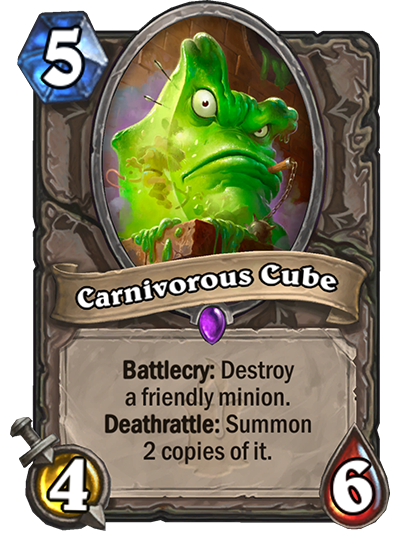 5
Carnivorous Cube
Battlecry: Destroy
a friendly minion.
Deathrattle: Summon
2 copies of it.
4
6